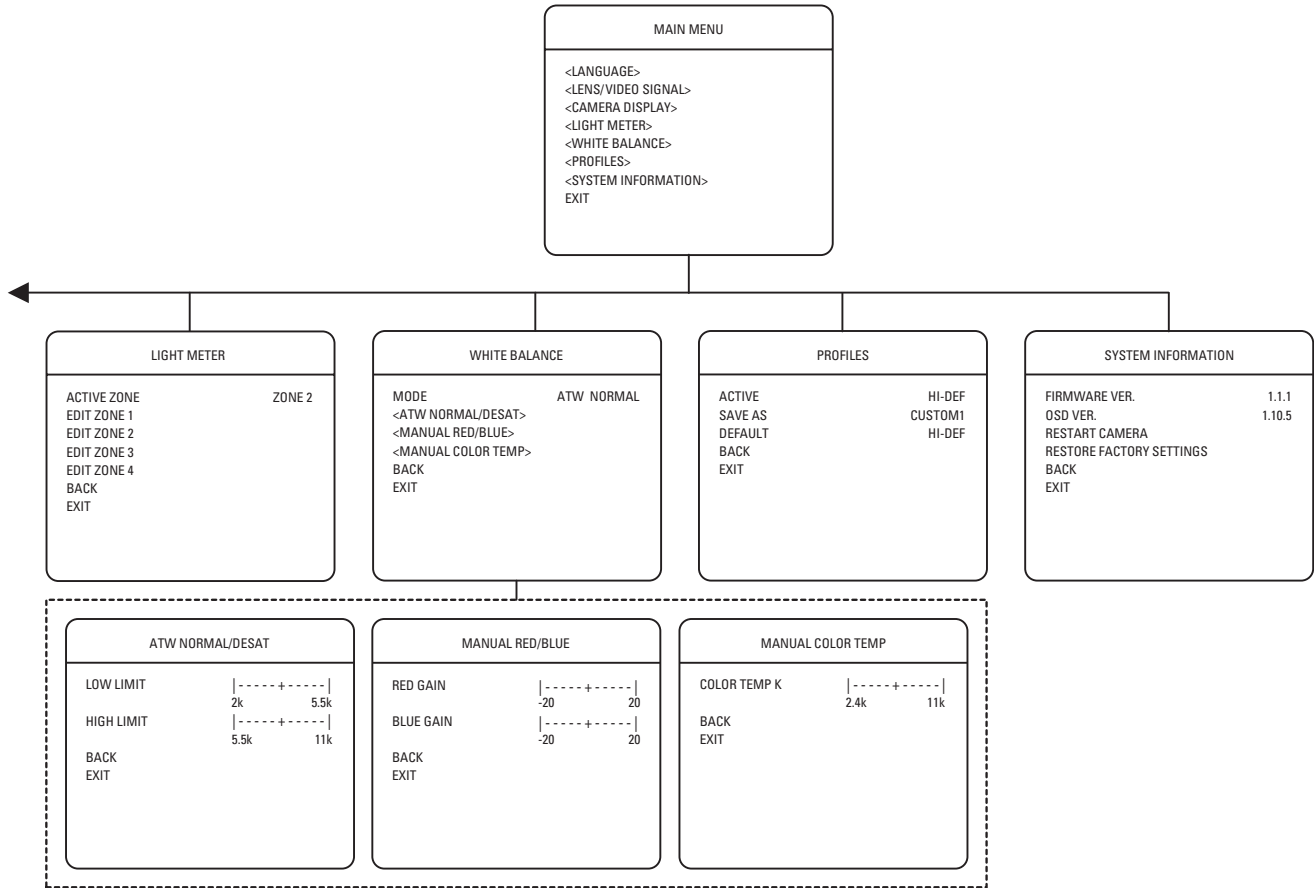 MAIN MENU
<LANGUAGE>
<LENS/VIDEO SIGNAL>
<CAMERA DISPLAY>
<LIGHT METER>
<WHITE BALANCE>
<PROFILES>
<SYSTEM INFORMATION>
EXIT
LIGHT METER
ACTIVE ZONE ZONE 2
EDIT ZONE 1
EDIT ZONE 2
EDIT ZONE 3
EDIT ZONE 4
BACK
EXIT
WHITE BALANCE
MODE ATW NORMAL
<ATW NORMAL/DESAT>
<MANUAL RED/BLUE>
<MANUAL COLOR TEMP>
BACK
EXIT
PROFILES
ACTIVE HI-DEF
SAVE AS CUSTOM1
DEFAULT HI-DEF
BACK
EXIT
SYSTEM INFORMATION
FIRMWARE VER. 1.1.1
OSD VER. 1.10.5
RESTART CAMERA
RESTORE FACTORY SETTINGS
BACK
EXIT
ATW NORMAL/DESAT
LOW LIMIT |-----+-----|
2k 5.5k
HIGH LIMIT |-----+-----|
5.5k 11k
BACK
EXIT
MANUAL RED/BLUE
RED GAIN |-----+-----|
-20 20
BLUE GAIN |-----+-----|
-20 20
BACK
EXIT
MANUAL COLOR TEMP
COLOR TEMP K |-----+-----|
2.4k 11k
BACK
EXIT